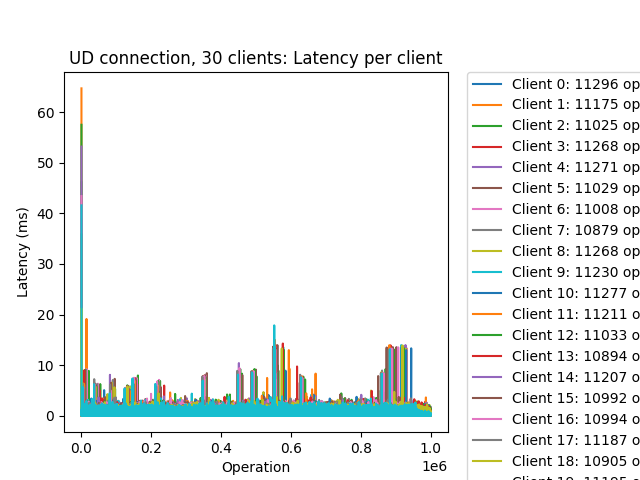 UD connection, 30 clients: Latency per client
Latency (ms)
60
50
40
30
20
10
0
0.0 0.2 0.4 0.6 0.8 1.0
1e6
Operation
Client 0: 11296 op
Client 1: 11175 op
Client 2: 11025 op
Client 3: 11268 op
Client 4: 11271 op
Client 5: 11029 op
Client 6: 11008 op
Client 7: 10879 op
Client 8: 11268 op
Client 9: 11230 op
Client 10: 11277 o
Client 11: 11211 o
Client 12: 11033 o
Client 13: 10894 o
Client 14: 11207 o
Client 15: 10992 o
Client 16: 10994 o
Client 17: 11187 o
Client 18: 10905 o